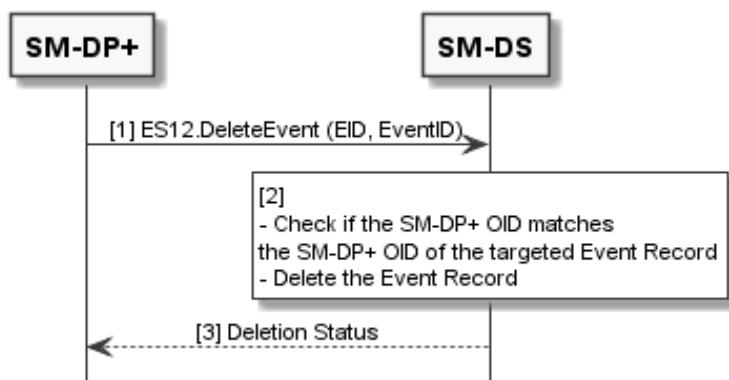 SM-DP+
SM-DS
[1] ES12.DeleteEvent (EID, EventID)
[2]
- Check if the SM-DP+ OID matches
the SM-DP+ OID of the targeted Event Record
- Delete the Event Record
[3] Deletion Status